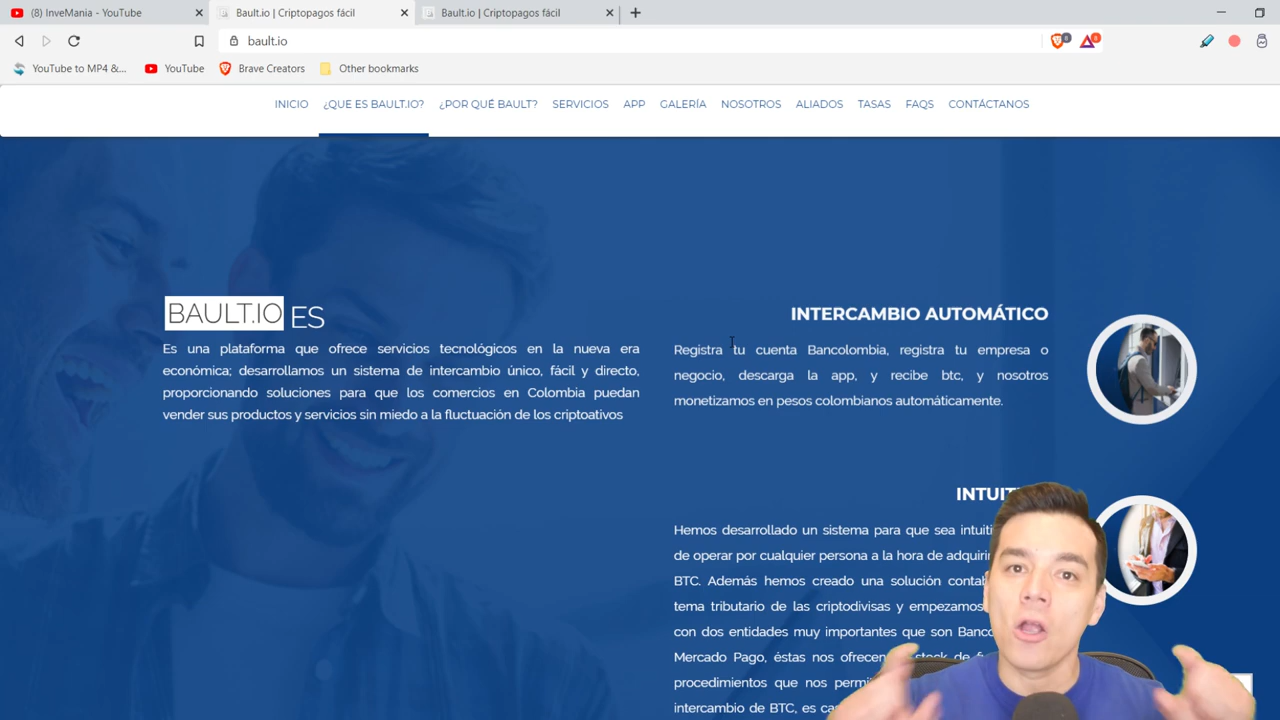 (8) InveMania - YouTube
Bault.io | Criptopagos fácil
Bault.io | Criptopagos fácil
bault.io
8
8
YouTube to MP4 &...
YouTube
Brave Creators
Other bookmarks
INICIO
¿QUE ES BAULT.IO?
¿POR QUÉ BAULT?
SERVICIOS
APP
GALERÍA
NOSOTROS
ALIADOS
TASAS
FAQS
CONTÁCTANOS
BAULT.IO ES
Es una plataforma que ofrece servicios tecnológicos en la nueva era
económica; desarrollamos un sistema de intercambio único, fácil y directo,
proporcionando soluciones para que los comercios en Colombia puedan
vender sus productos y servicios sin miedo a la fluctuación de los criptoativos
INTERCAMBIO AUTOMÁTICO
Registra tu cuenta Bancolombia, registra tu empresa o
negocio, descarga la app, y recibe btc, y nosotros
monetizamos en pesos colombianos automáticamente.
Hemos desarrollado un sistema para que sea
de operar por cualquier persona a la hora de adquirir
BTC. Además hemos creado una solución
tema tributario de las criptodivisas y empezamos
con dos entidades muy importantes que son
Mercado Pago, éstas nos ofrecen stock de
procedimientos que nos
intercambio de BTC, es